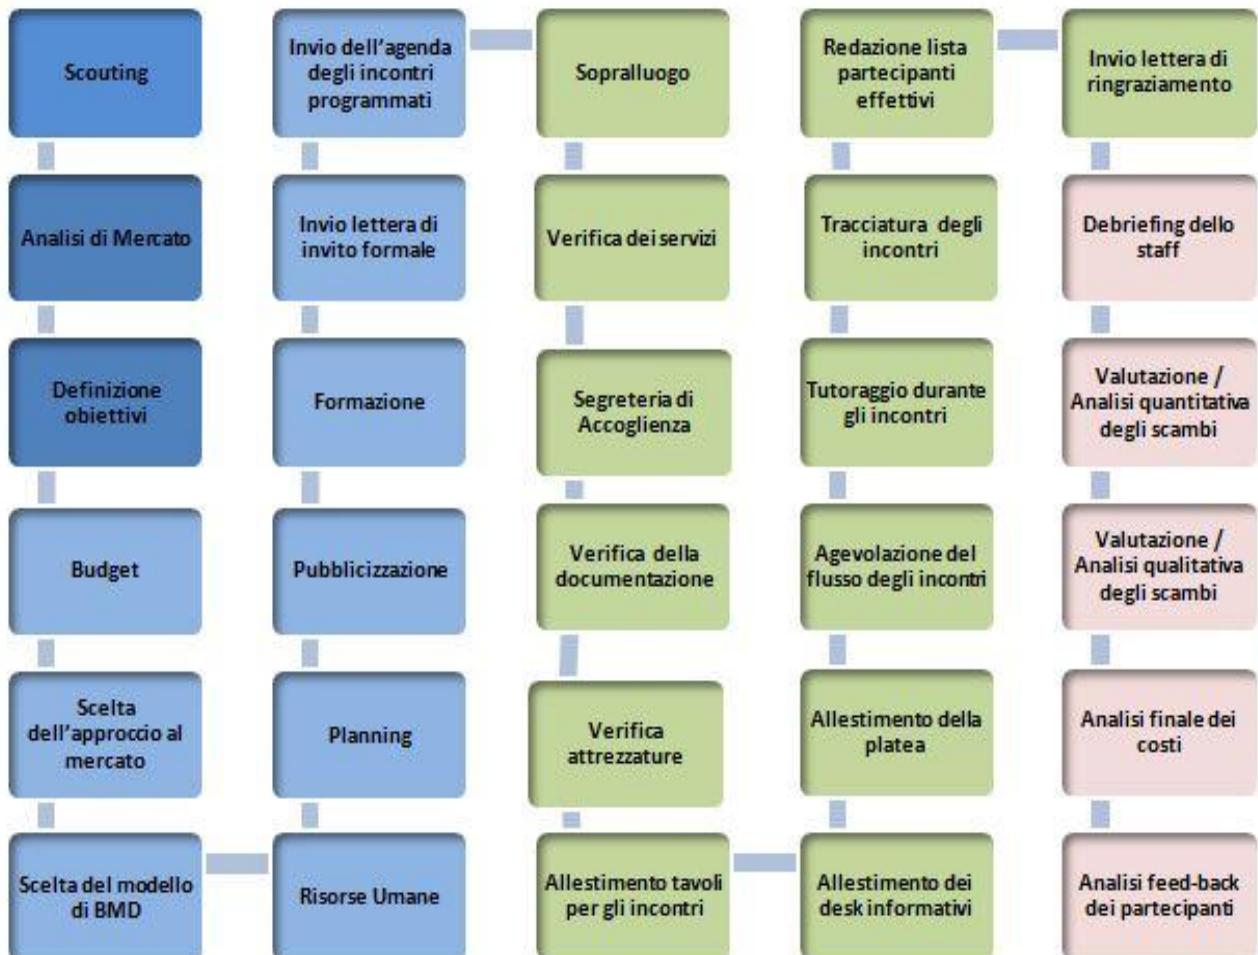 Scouting
Analisi di Mercato
Definizione
obiettivi
Budget
Scelta
dell'approccio al
mercato
Scelta del modello
di BMD
Risorse Umane
Planning
Pubblicizzazione
Formazione
Invio lettera di
invito formale
Invio dell'agenda
degli incontri
programmati
Sopralluogo
Verifica dei servizi
Segreteria di
Accoglienza
Verifica della
documentazione
Verifica
attrezzature
Allestimento tavoli
per gli incontri
Allestimento dei
desk informativi
Allestimento della
platea
Agevolazione del
flusso degli incontri
Tutoraggio durante
gli incontri
Tracciatura degli
incontri
Redazione lista
partecipanti
effettivi
Invio lettera di
ringraziamento
Debriefing dello
staff
Valutazione /
Analisi quantitativa
degli scambi
Valutazione /
Analisi qualitativa
degli scambi
Analisi finale dei
costi
Analisi feed-back
dei partecipanti